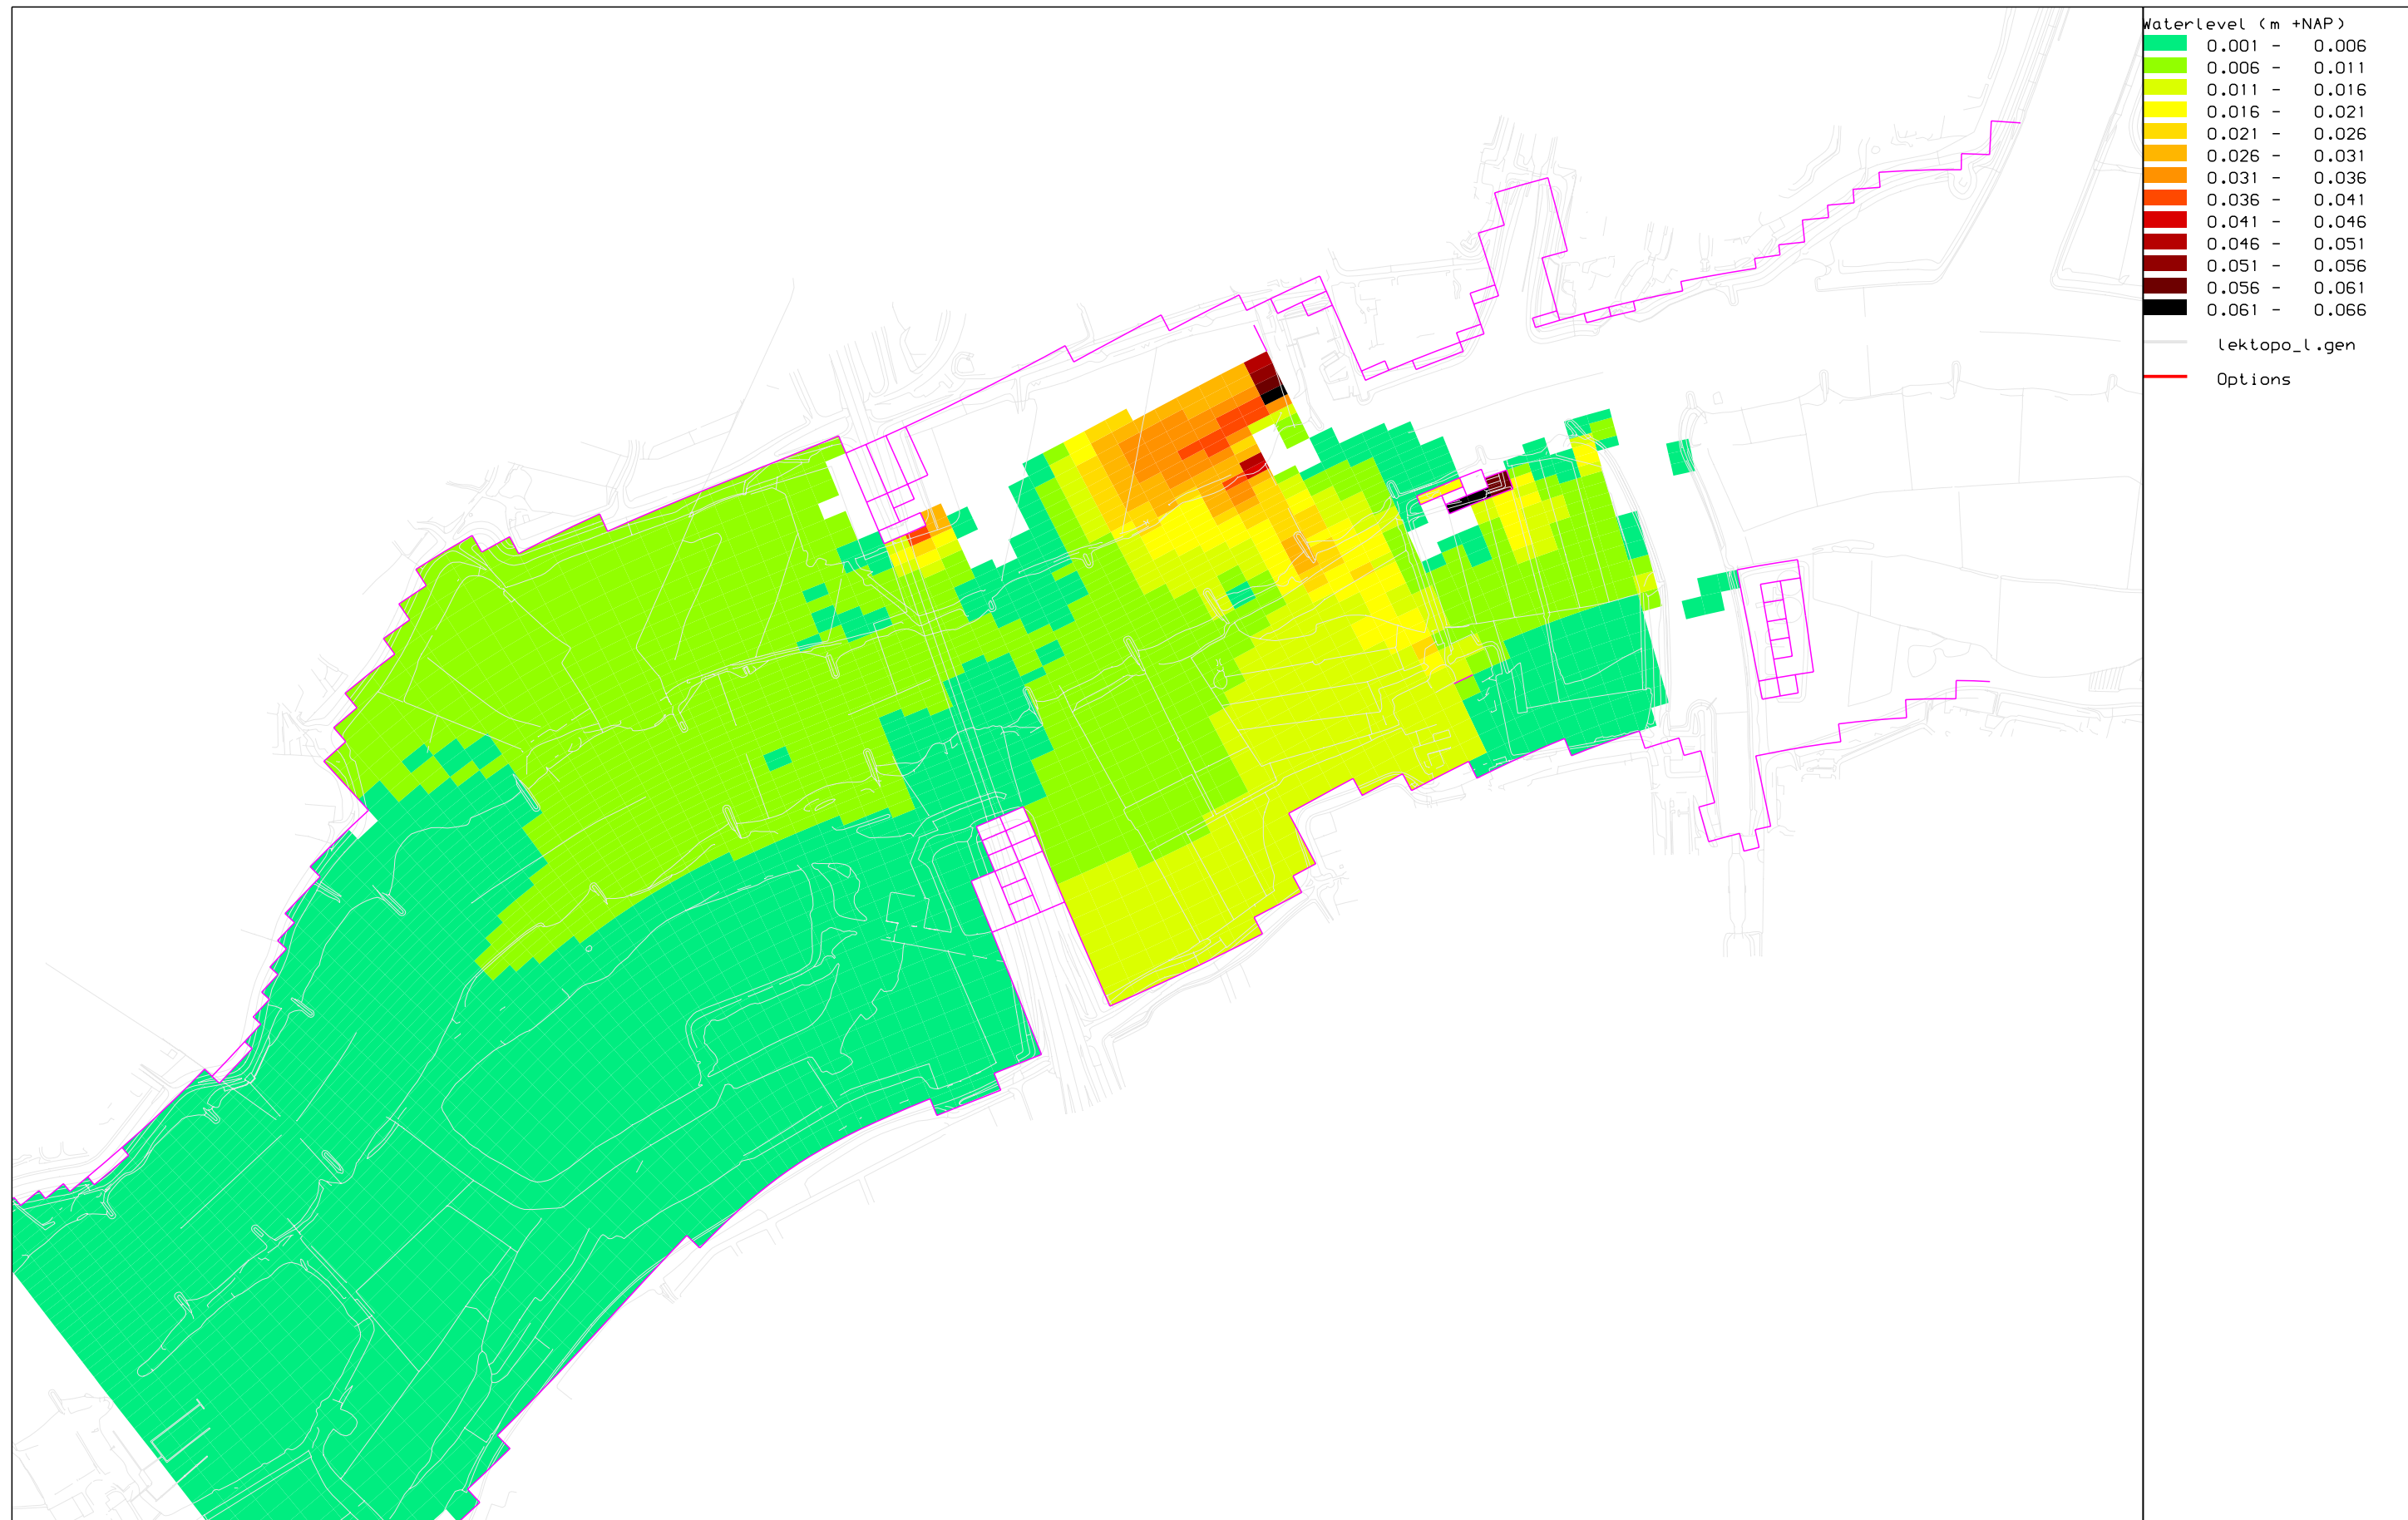 Waterlevel (m +NAP)
0.001 - 0.006
0.006 - 0.011
0.011 - 0.016
0.016 - 0.021
0.021 - 0.026
0.026 - 0.031
0.031 - 0.036
0.036 - 0.041
0.041 - 0.046
0.046 - 0.051
0.051 - 0.056
0.056 - 0.061
0.061 - 0.066
lektopo_l.gen
Options